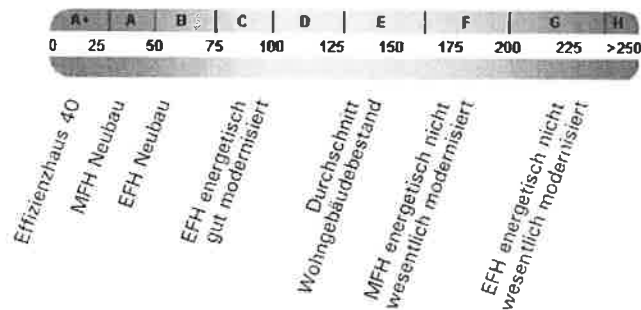 A+ A B C D E F G H
0 25 50 75 100 125 150 175 200 225 >250
Effizienzhaus 40
MFH Neubau
EFH Neubau
EFH energetisch
gut modernisiert
Durchschnitt
Wohngebäudebestand
MFH energetisch nicht
wesentlich modernisiert
EFH energetisch nicht
wesentlich modernisiert